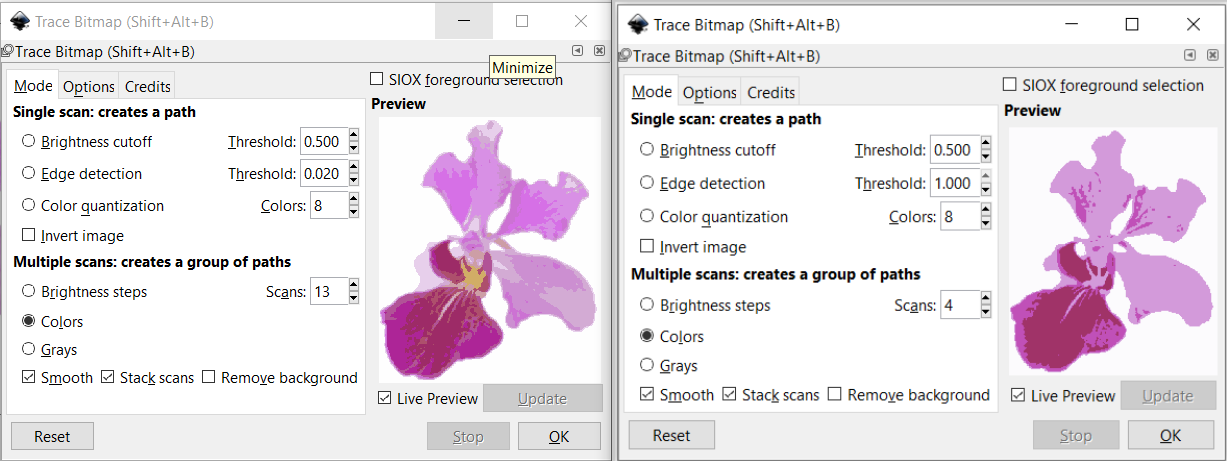 Trace Bitmap (Shift+Alt+B)
Trace Bitmap (Shift+Alt+B)
Minimize
Mode Options Credits
SIOX foreground selection
Single scan: creates a path
Preview
Brightness cutoff Threshold: 0.500
Edge detection Threshold: 0.020
Color quantization Colors: 8
Invert image
Multiple scans: creates a group of paths
Brightness steps Scans: 13
Colors
Grays
Smooth Stack scans Remove background
Live Preview Update
Reset Stop OK
Trace Bitmap (Shift+Alt+B)
Trace Bitmap (Shift+Alt+B)
Mode Options Credits
SIOX foreground selection
Single scan: creates a path
Preview
Brightness cutoff Threshold: 0.500
Edge detection Threshold: 1.000
Color quantization Colors: 8
Invert image
Multiple scans: creates a group of paths
Brightness steps Scans: 4
Colors
Grays
Smooth Stack scans Remove background
Live Preview Update
Reset Stop OK